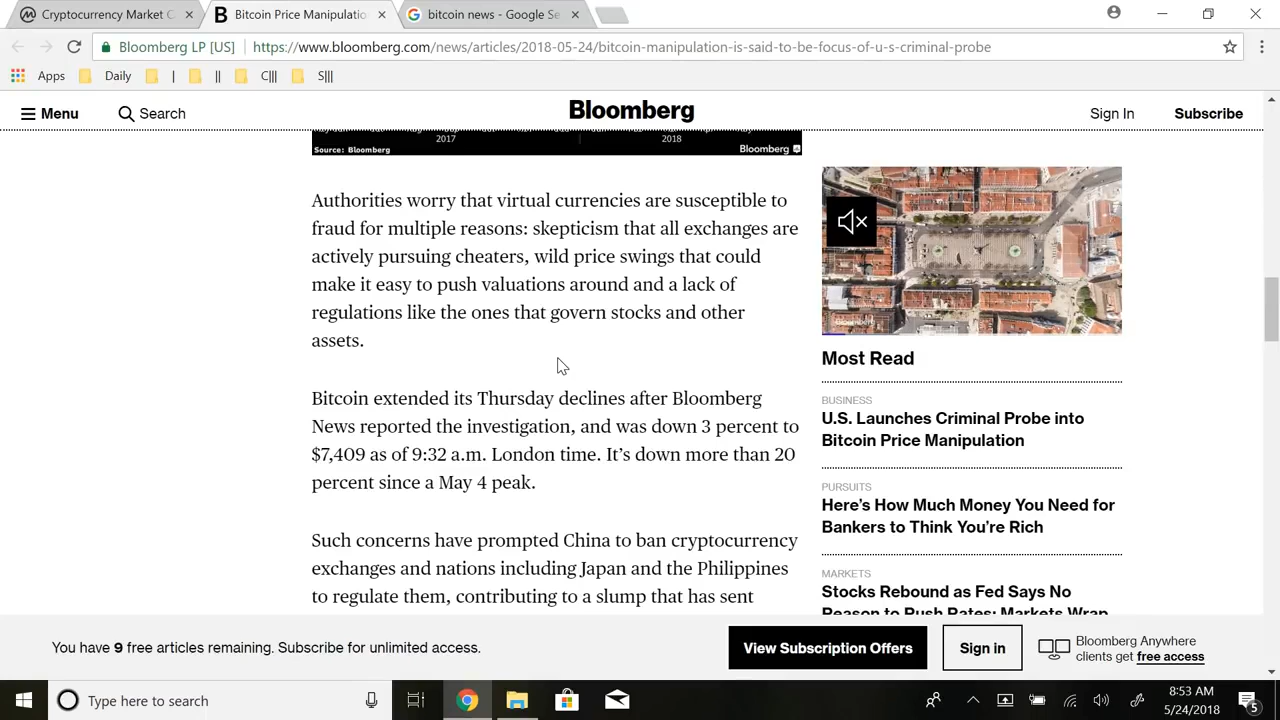 Cryptocurrency Market C
Bitcoin Price Manipulatio
bitcoin news - Google Se
Bloomberg LP [US]
https://www.bloomberg.com/news/articles/2018-05-24/bitcoin-manipulation-is-said-to-be-focus-of-u-s-criminal-probe
Apps Daily | || C||| S|||
Menu Search Bloomberg Sign In Subscribe
2017 2018
Source: Bloomberg Bloomberg
Authorities worry that virtual currencies are susceptible to
fraud for multiple reasons: skepticism that all exchanges are
actively pursuing cheaters, wild price swings that could
make it easy to push valuations around and a lack of
regulations like the ones that govern stocks and other
assets.
Bitcoin extended its Thursday declines after Bloomberg
News reported the investigation, and was down 3 percent to
$7,409 as of 9:32 a.m. London time. It’s down more than 20
percent since a May 4 peak.
Such concerns have prompted China to ban cryptocurrency
exchanges and nations including Japan and the Philippines
to regulate them, contributing to a slump that has sent
Most Read
BUSINESS
U.S. Launches Criminal Probe into
Bitcoin Price Manipulation
PURSUITS
Here’s How Much Money You Need for
Bankers to Think You’re Rich
MARKETS
Stocks Rebound as Fed Says No
Reason to Push Rates: Markets Wrap
You have 9 free articles remaining. Subscribe for unlimited access.
View Subscription Offers
Sign in
Bloomberg Anywhere
clients get free access
Type here to search
8:53 AM
5/24/2018
5